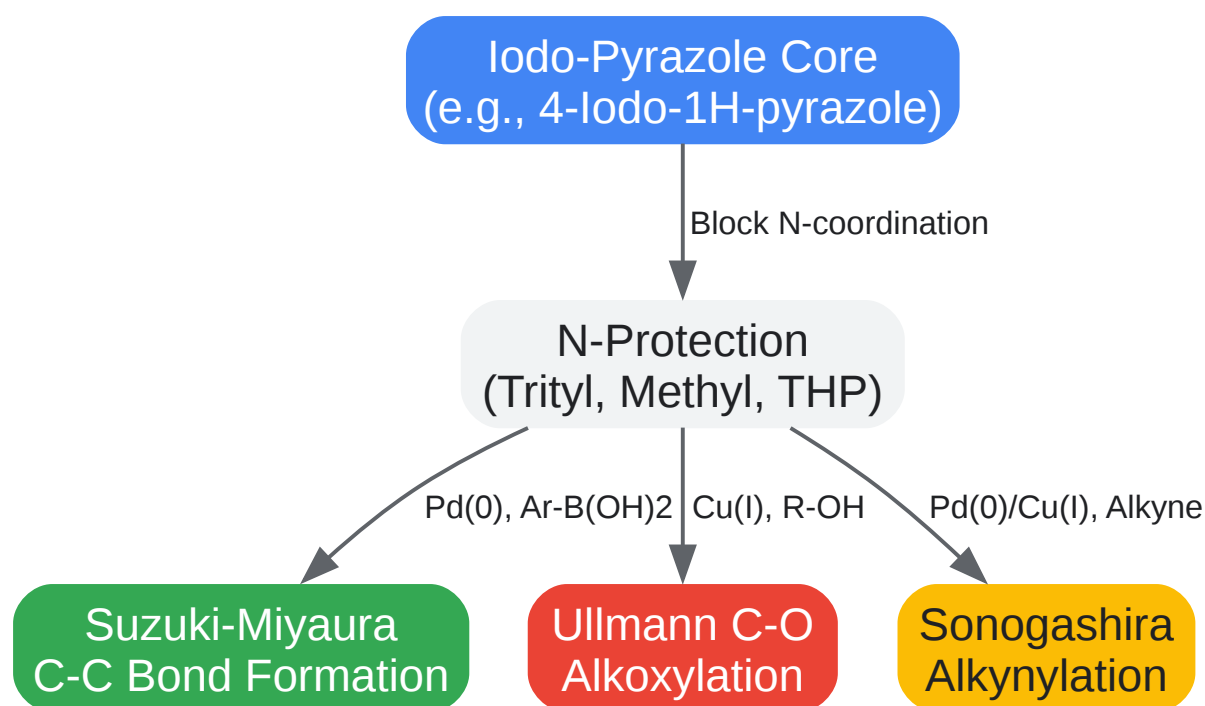 Iodo-Pyrazole Core
(e.g., 4-Iodo-1H-pyrazole)
Block N-coordination
N-Protection
(Trityl, Methyl, THP)
Pd(0), Ar-B(OH)2
Cu(I), R-OH
Pd(0)/Cu(I), Alkyne
Suzuki-Miyaura
C-C Bond Formation
Ullmann C-O
Alkoxylation
Sonogashira
Alkynylation